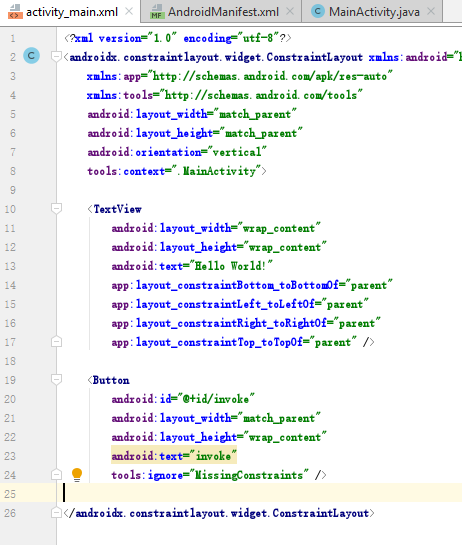 activity_main.xml AndroidManifest.xml MainActivity.java
1 <?xml version="1.0" encoding="utf-8"?>
2 <androidx.constraintlayout.widget.ConstraintLayout xmlns:android="
3 xmlns:app="http://schemas.android.com/apk/res-auto"
4 xmlns:tools="http://schemas.android.com/tools"
5 android:layout_width="match_parent"
6 android:layout_height="match_parent"
7 android:orientation="vertical"
8 tools:context=".MainActivity">
9
10 <TextView
11 android:layout_width="wrap_content"
12 android:layout_height="wrap_content"
13 android:text="Hello World!"
14 app:layout_constraintBottom_toBottomOf="parent"
15 app:layout_constraintLeft_toLeftOf="parent"
16 app:layout_constraintRight_toRightOf="parent"
17 app:layout_constraintTop_toTopOf="parent" />
18
19 <Button
20 android:id="@+id/invoke"
21 android:layout_width="match_parent"
22 android:layout_height="wrap_content"
23 android:text="invoke"
24 tools:ignore="MissingConstraints" />
25
26 </androidx.constraintlayout.widget.ConstraintLayout>